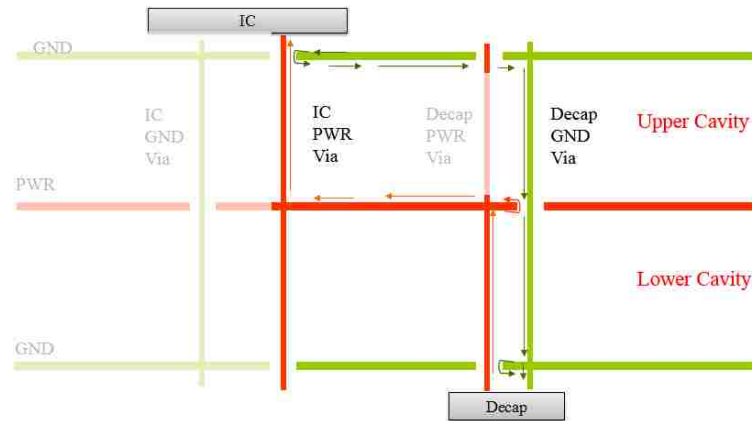 IC
GND
IC
GND
Via
IC
PWR
Via
Decap
PWR
Via
Decap
GND
Via
Upper Cavity
PWR
Lower Cavity
GND
Decap